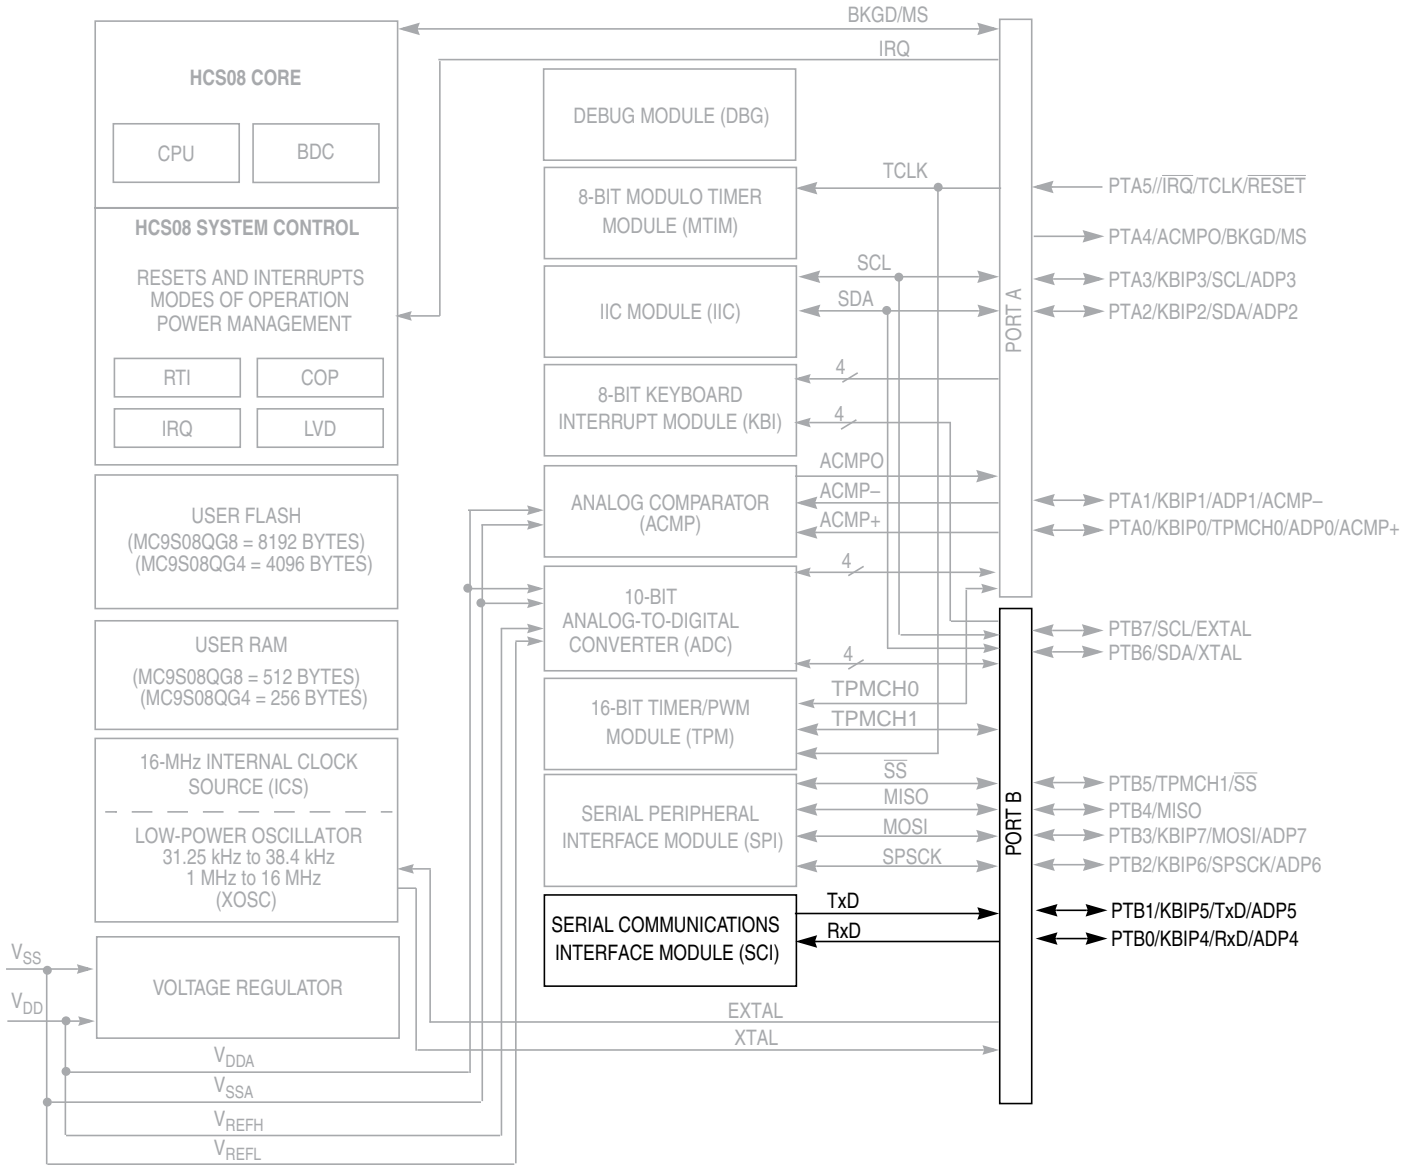 BKGD/MS
IRQ
HCS08 CORE
CPU
BDC
HCS08 SYSTEM CONTROL
RESETS AND INTERRUPTS
MODES OF OPERATION
POWER MANAGEMENT
RTI
COP
IRQ
LVD
USER FLASH
(MC9S08QG8 = 8192 BYTES)
(MC9S08QG4 = 4096 BYTES)
USER RAM
(MC9S08QG8 = 512 BYTES)
(MC9S08QG4 = 256 BYTES)
16-MHz INTERNAL CLOCK
SOURCE (ICS)
LOW-POWER OSCILLATOR
31.25 kHz to 38.4 kHz
1 MHz to 16 MHz
(XOSC)
VSS
VDD
VOLTAGE REGULATOR
VDDA
VSSA
VREFH
VREFL
DEBUG MODULE (DBG)
8-BIT MODULO TIMER
MODULE (MTIM)
TCLK
IIC MODULE (IIC)
SCL
SDA
8-BIT KEYBOARD
INTERRUPT MODULE (KBI)
4
4
ANALOG COMPARATOR
(ACMP)
ACMPO
ACMP–
ACMP+
10-BIT
ANALOG-TO-DIGITAL
CONVERTER (ADC)
4
4
16-BIT TIMER/PWM
MODULE (TPM)
TPMCH0
TPMCH1
SERIAL PERIPHERAL
INTERFACE MODULE (SPI)
SS
MISO
MOSI
SPSCK
SERIAL COMMUNICATIONS
INTERFACE MODULE (SCI)
TxD
RxD
EXTAL
XTAL
PORT A
PORT B
PTA5//IRQ/TCLK/RESET
PTA4/ACMPO/BKGD/MS
PTA3/KBIP3/SCL/ADP3
PTA2/KBIP2/SDA/ADP2
PTA1/KBIP1/ADP1/ACMP–
PTA0/KBIP0/TPMCH0/ADP0/ACMP+
PTB7/SCL/EXTAL
PTB6/SDA/XTAL
PTB5/TPMCH1/SS
PTB4/MISO
PTB3/KBIP7/MOSI/ADP7
PTB2/KBIP6/SPSCK/ADP6
PTB1/KBIP5/TxD/ADP5
PTB0/KBIP4/RxD/ADP4